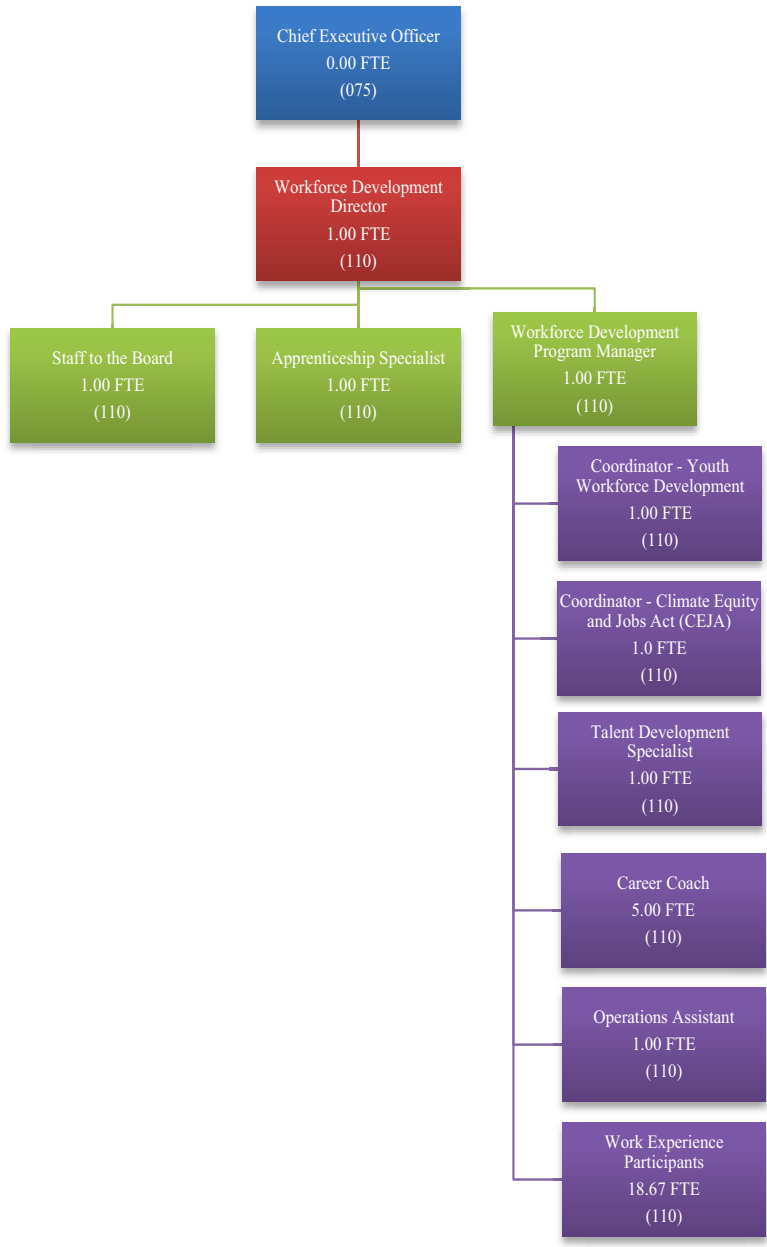 Chief Executive Officer
0.00 FTE
(075)
Workforce Development
Director
1.00 FTE
(110)
Staff to the Board
1.00 FTE
(110)
Apprenticeship Specialist
1.00 FTE
(110)
Workforce Development
Program Manager
1.00 FTE
(110)
Coordinator - Youth
Workforce Development
1.00 FTE
(110)
Coordinator - Climate Equity
and Jobs Act (CEJA)
1.0 FTE
(110)
Talent Development
Specialist
1.00 FTE
(110)
Career Coach
5.00 FTE
(110)
Operations Assistant
1.00 FTE
(110)
Work Experience
Participants
18.67 FTE
(110)